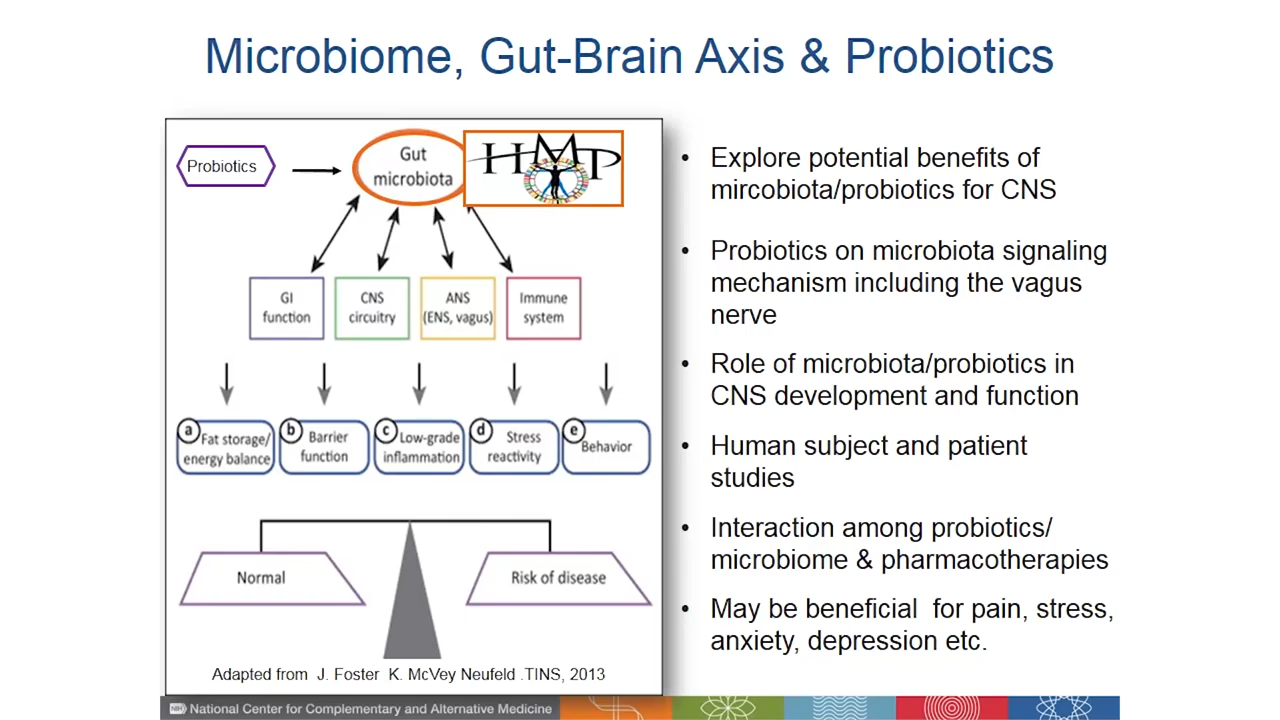 Microbiome, Gut-Brain Axis & Probiotics
Probiotics
Gut
microbiota
HMP
GI
function
CNS
circuitry
ANS
(ENS, vagus)
Immune
system
a
Fat storage/
energy balance
b
Barrier
function
c
Low-grade
inflammation
d
Stress
reactivity
e
Behavior
Normal
Risk of disease
Adapted from J. Foster K. McVey Neufeld .TINS, 2013
• Explore potential benefits of
mircobiota/probiotics for CNS
• Probiotics on microbiota signaling
mechanism including the vagus
nerve
• Role of microbiota/probiotics in
CNS development and function
• Human subject and patient
studies
• Interaction among probiotics/
microbiome & pharmacotherapies
• May be beneficial for pain, stress,
anxiety, depression etc.
NIH National Center for Complementary and Alternative Medicine